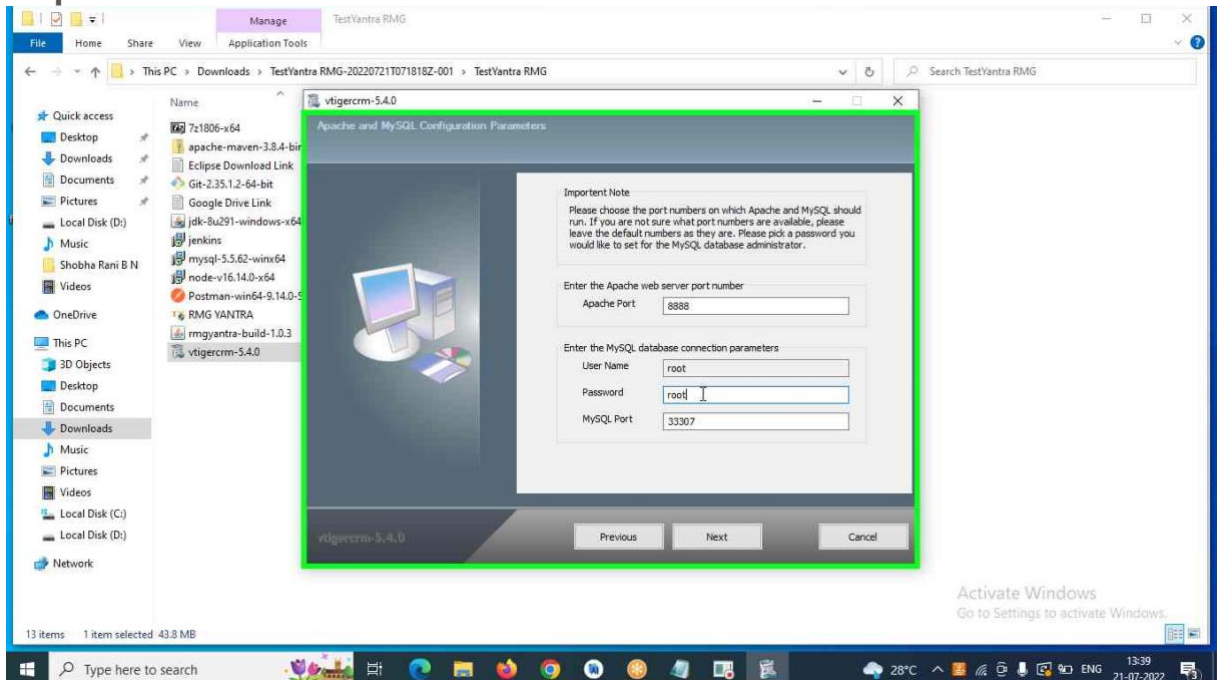 Manage
TestYantra RMG
File
Home
Share
View
Application Tools
This PC > Downloads > TestYantra RMG-20220721T071818Z-001 > TestYantra RMG
Search TestYantra RMG
Quick access
Desktop
Downloads
Documents
Pictures
Local Disk (D:)
Music
Shobha Rani B N
Videos
OneDrive
This PC
3D Objects
Desktop
Documents
Downloads
Music
Pictures
Videos
Local Disk (C:)
Local Disk (D:)
Network
Name
7z1806-x64
apache-maven-3.8.4-bin
Eclipse Download Link
Git-2.35.1.2-64-bit
Google Drive Link
jdk-8u291-windows-x64
jenkins
mysql-5.5.62-winx64
node-v16.14.0-x64
Postman-win64-9.14.0-S
RMG YANTRA
rmgyantra-build-1.0.3
vtigercrm-5.4.0
vtigercrm-5.4.0
Apache and MySQL Configuration Parameters
Importent Note
Please choose the port numbers on which Apache and MySQL should
run. If you are not sure what port numbers are available, please
leave the default numbers as they are. Please pick a password you
would like to set for the MySQL database administrator.
Enter the Apache web server port number
Apache Port 8888
Enter the MySQL database connection parameters
User Name root
Password root
MySQL Port 33307
vtigercrm-5.4.0
Previous
Next
Cancel
Activate Windows
Go to Settings to activate Windows.
13 items 1 item selected 43.8 MB
Type here to search
28°C
ENG
13:39
21-07-2022